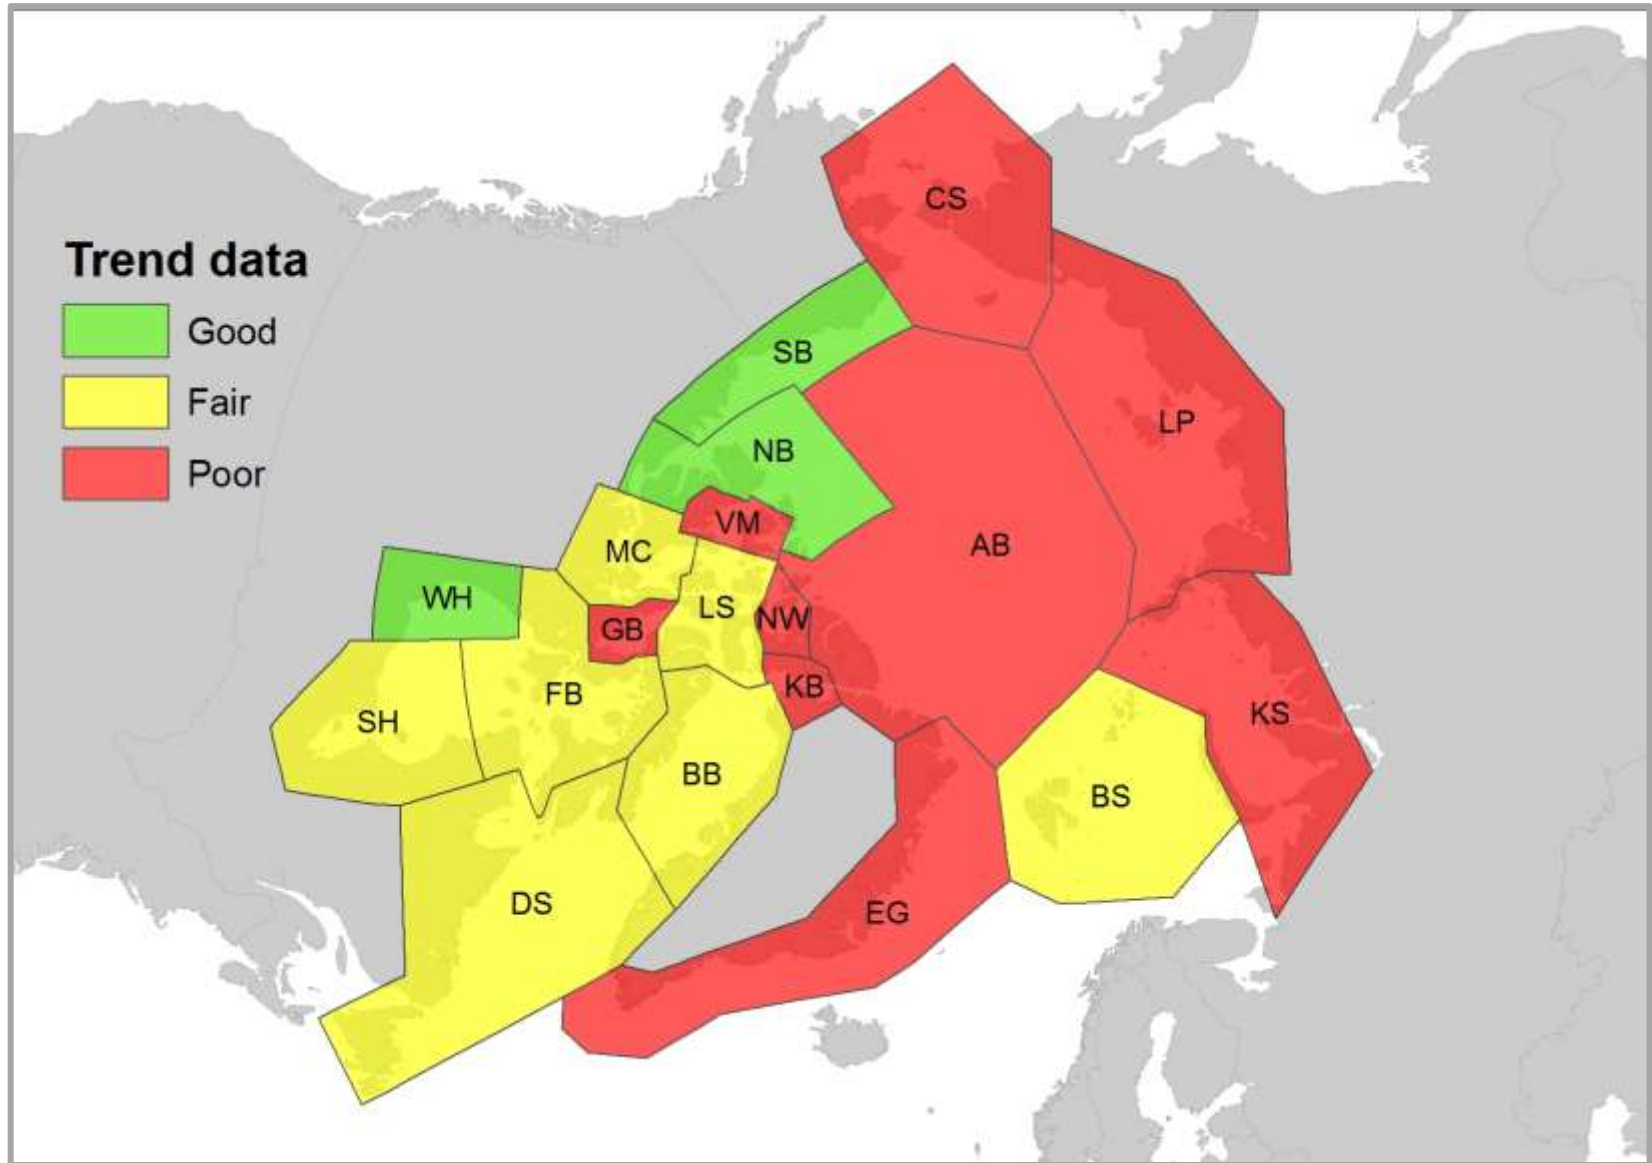 Trend data
Good
Fair
Poor
CS
SB
LP
NB
VM
AB
MC
WH
LS
NW
GB
KB
FB
SH
KS
BB
BS
DS
EG